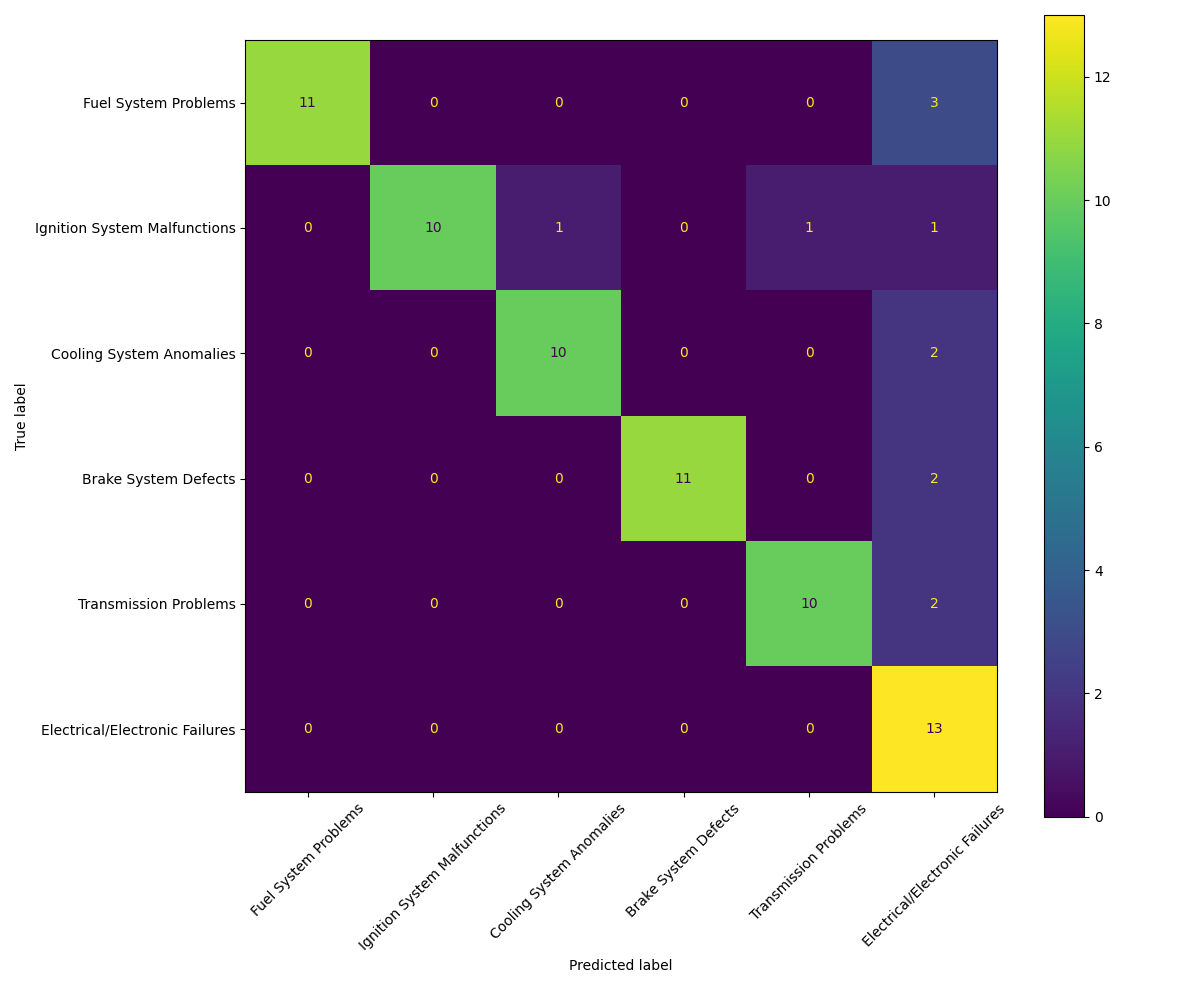 Fuel System Problems 11 0 0 0 0 3
Ignition System Malfunctions 0 10 1 0 1 1
Cooling System Anomalies 0 0 10 0 0 2
Brake System Defects 0 0 0 11 0 2
Transmission Problems 0 0 0 0 10 2
Electrical/Electronic Failures 0 0 0 0 0 13
True label
Fuel System Problems
Ignition System Malfunctions
Cooling System Anomalies
Brake System Defects
Transmission Problems
Electrical/Electronic Failures
Predicted label
12
10
8
6
4
2
0